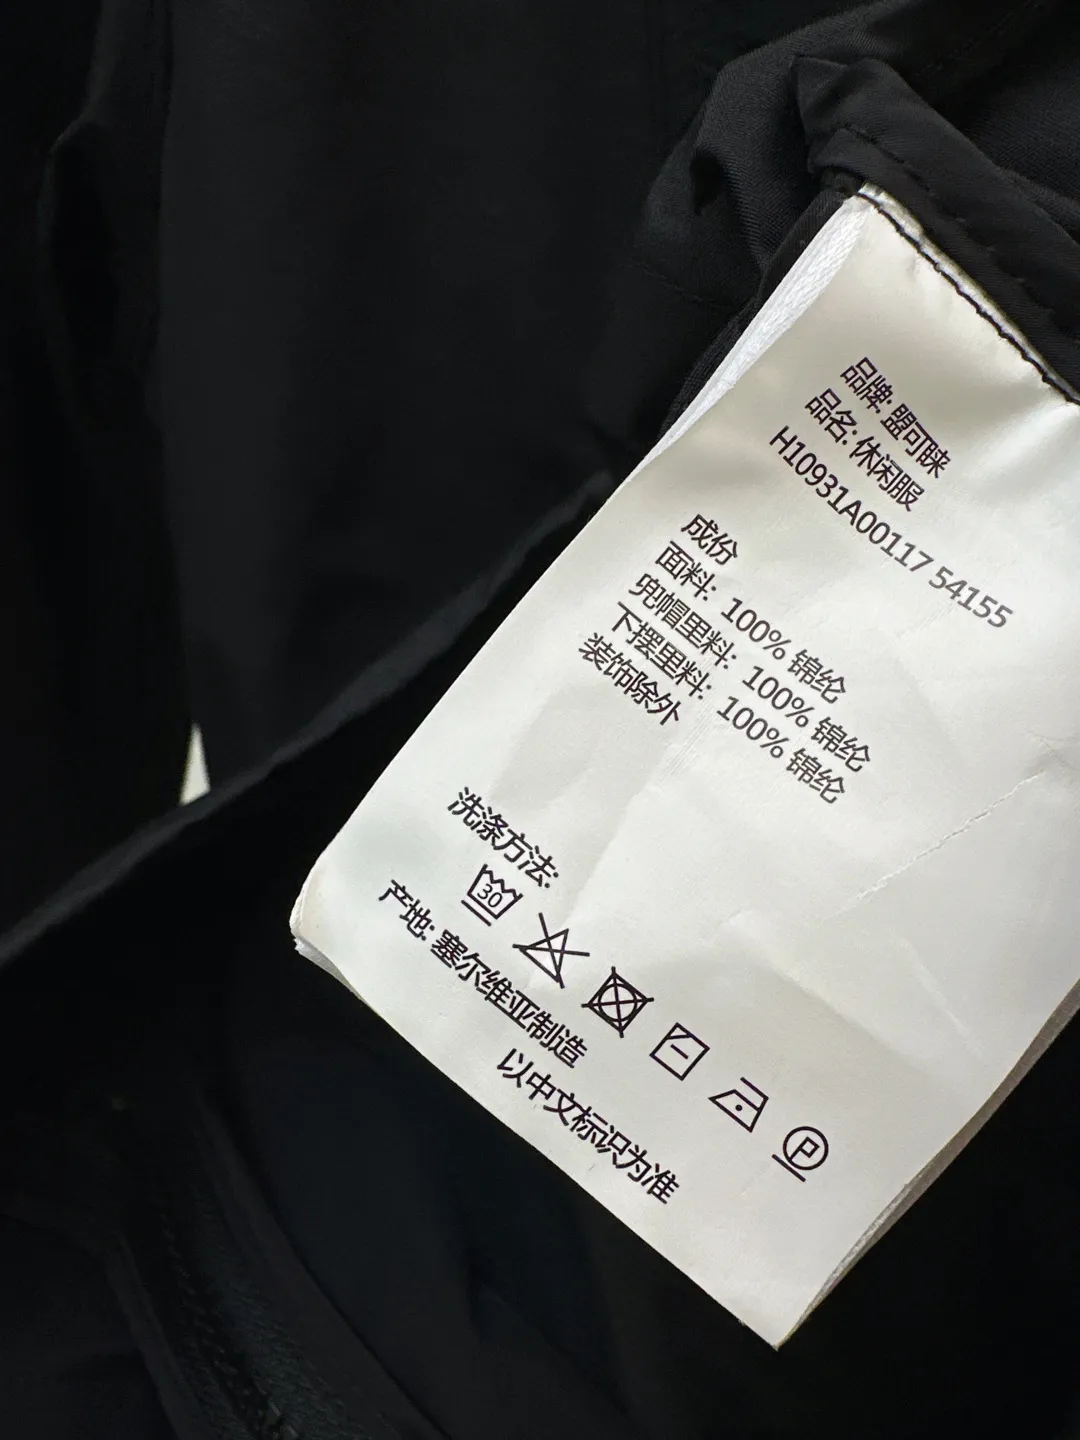 品牌: 盟可睐
品名: 休闲服
H10931A00117 54155
成份
面料: 100% 锦纶
兜帽里料: 100% 锦纶
下摆里料: 100% 锦纶
装饰除外
洗涤方法:
30
P
产地: 塞尔维亚制造
以中文标识为准